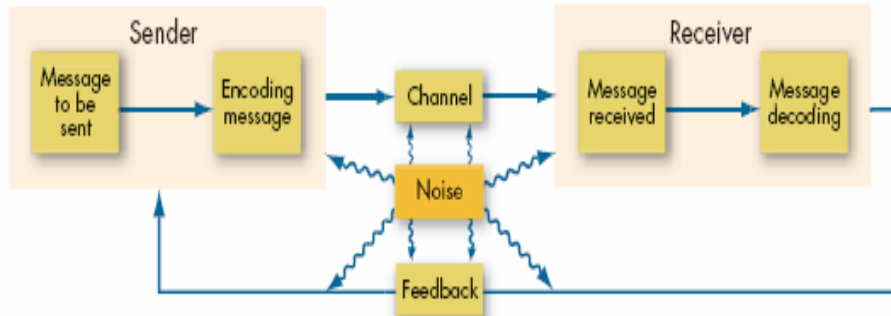 Sender
Message
to be
sent
Encoding
message
Channel
Noise
Feedback
Receiver
Message
received
Message
decoding